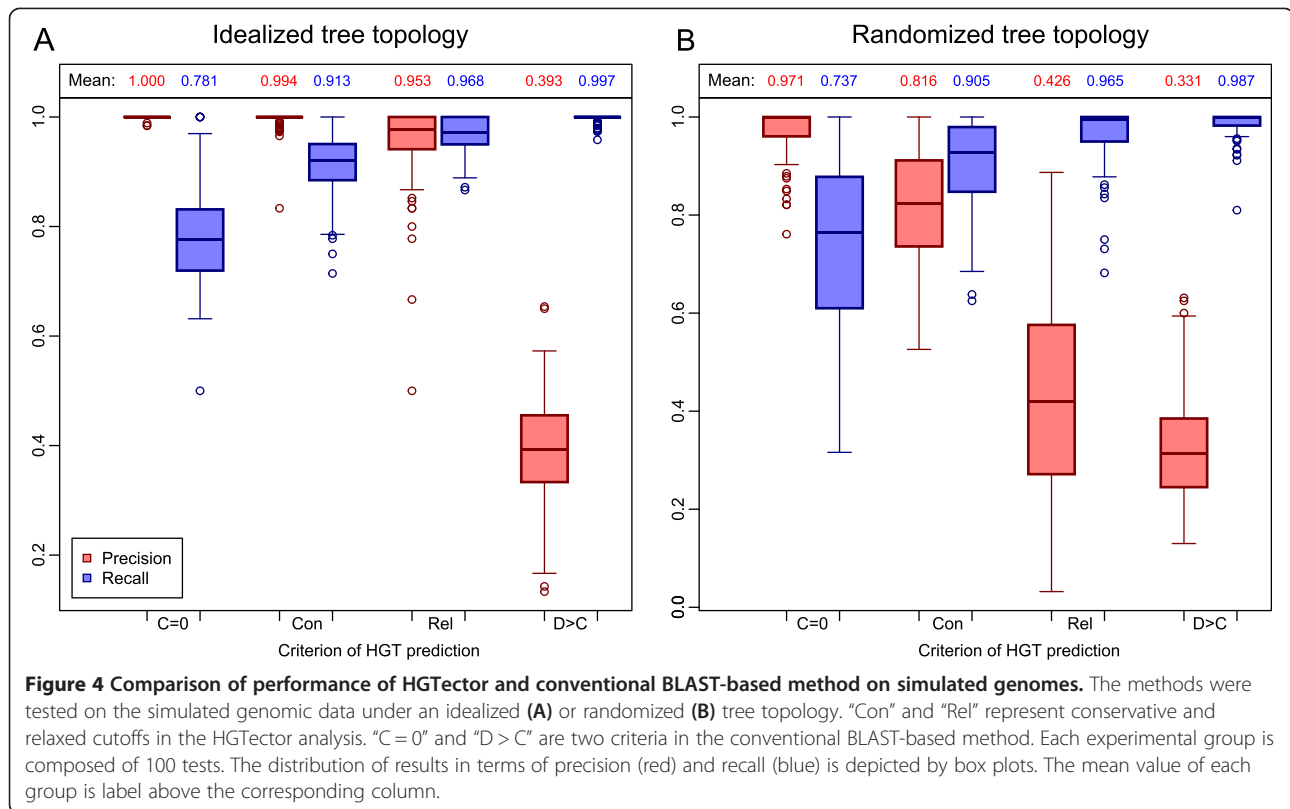 A
Idealized tree topology
Mean: 1.000 0.781 0.994 0.913 0.953 0.968 0.393 0.997
1.0
0.8
0.6
0.4
0.2
Precision
Recall
C=0 Con Rel D>C
Criterion of HGT prediction
B
Randomized tree topology
Mean: 0.971 0.737 0.816 0.905 0.426 0.965 0.331 0.987
1.0
0.8
0.6
0.4
0.2
0.0
C=0 Con Rel D>C
Criterion of HGT prediction
Figure 4 Comparison of performance of HGTector and conventional BLAST-based method on simulated genomes. The methods were
tested on the simulated genomic data under an idealized (A) or randomized (B) tree topology. “Con” and “Rel” represent conservative and
relaxed cutoffs in the HGTector analysis. “C = 0” and “D > C” are two criteria in the conventional BLAST-based method. Each experimental group is
composed of 100 tests. The distribution of results in terms of precision (red) and recall (blue) is depicted by box plots. The mean value of each
group is label above the corresponding column.